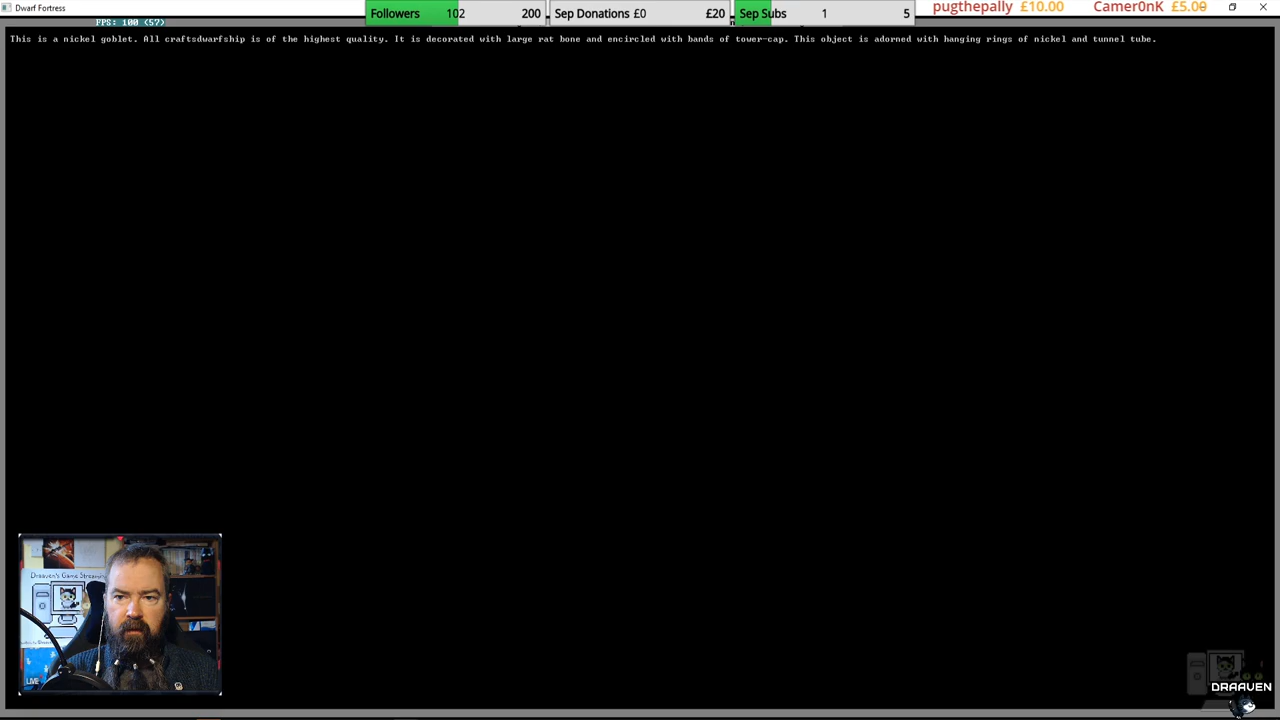 Dwarf Fortress
Followers 102 200
Sep Donations £0 £20
Sep Subs 1 5
pugthepally £10.00 Camer0nK £5.00
FPS: 100 (57)
This is a nickel goblet. All craftsdwarfship is of the highest quality. It is decorated with large rat bone and encircled with bands of tower-cap. This object is adorned with hanging rings of nickel and tunnel tube.
Draaven's Game Streaming
LIVE
DRAAVEN